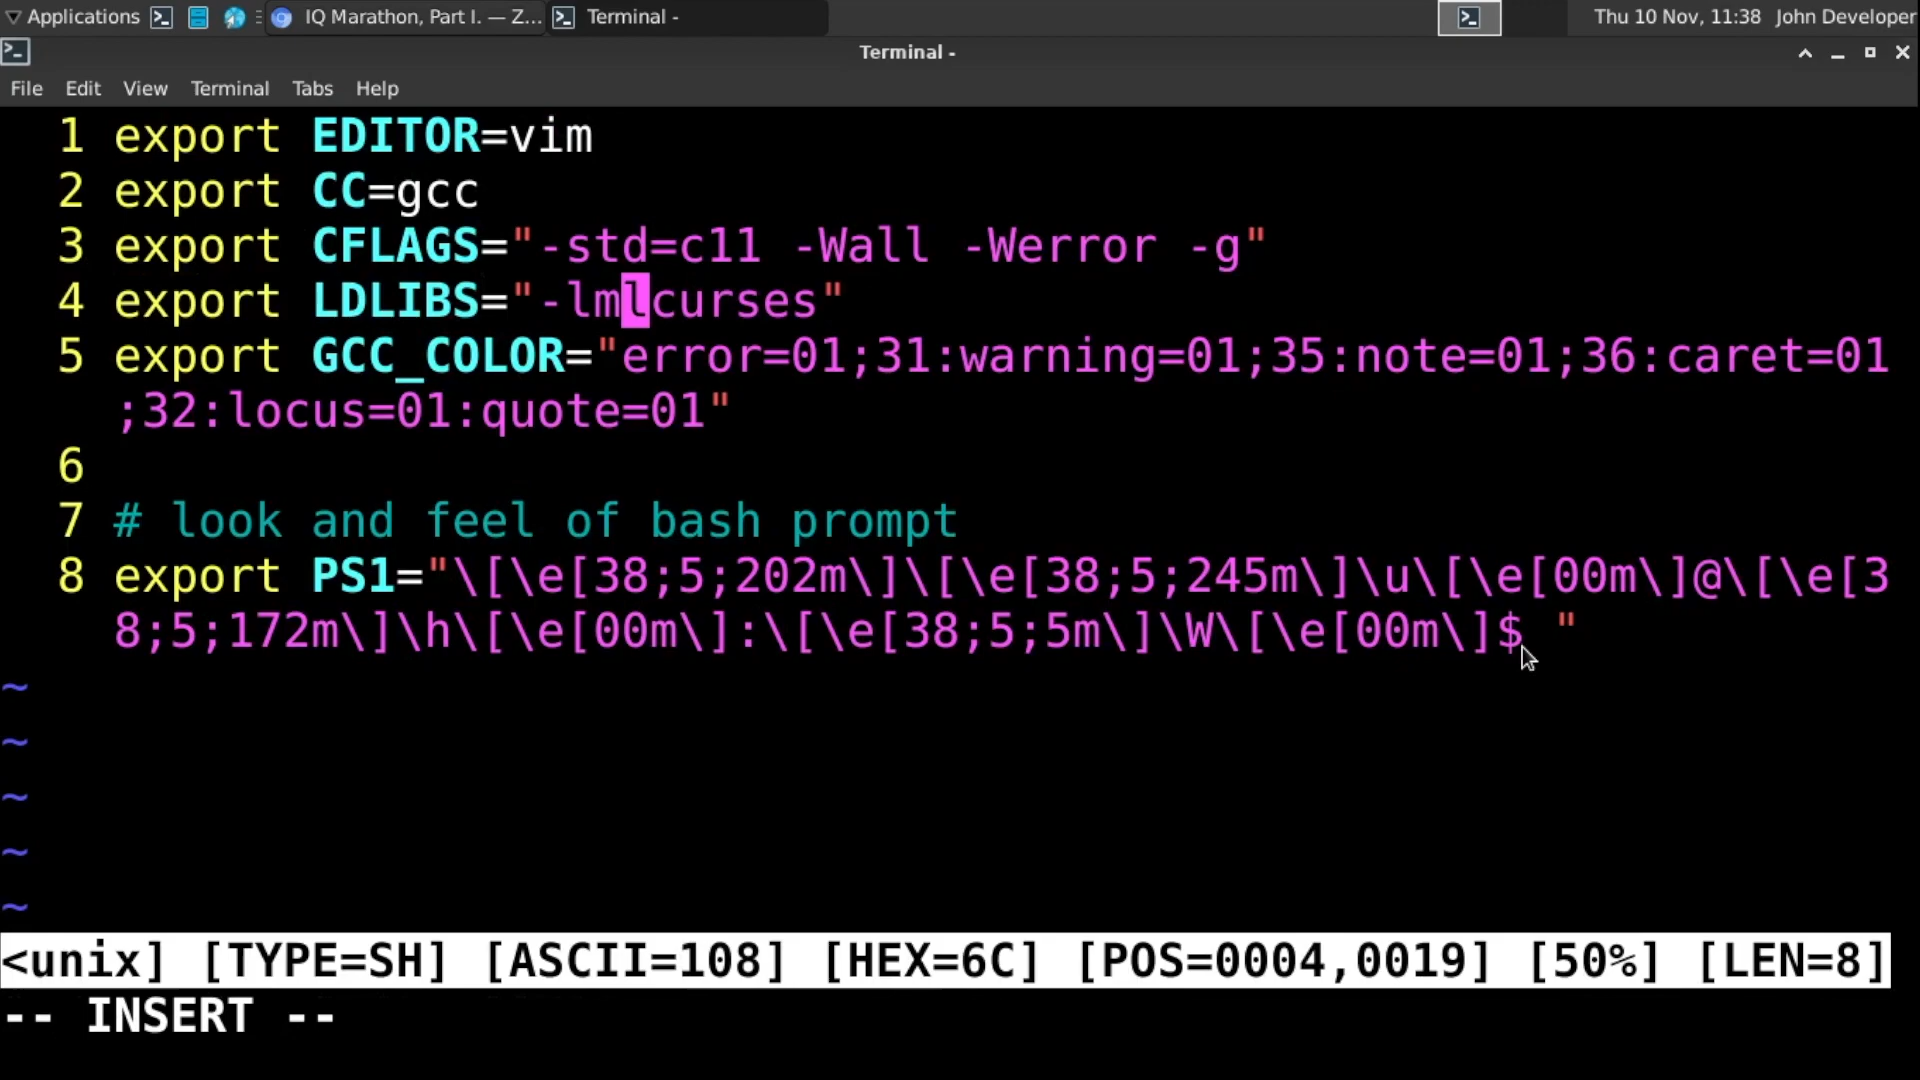 Applications IQ Marathon, Part I. — Z... Terminal - Thu 10 Nov, 11:38 John Developer
Terminal -
File Edit View Terminal Tabs Help
1 export EDITOR=vim
2 export CC=gcc
3 export CFLAGS="-std=c11 -Wall -Werror -g"
4 export LDLIBS="-lmlcurses"
5 export GCC_COLOR="error=01;31:warning=01;35:note=01;36:caret=01
;32:locus=01:quote=01"
6
7 # look and feel of bash prompt
8 export PS1="\[\e[38;5;202m\]\[\e[38;5;245m\]\u\[\e[00m\]@\[\e[3
8;5;172m\]\h\[\e[00m\]:\[\e[38;5;5m\]\W\[\e[00m\]$ "
~
~
~
~
~
<unix] [TYPE=SH] [ASCII=108] [HEX=6C] [POS=0004,0019] [50%] [LEN=8]
-- INSERT --